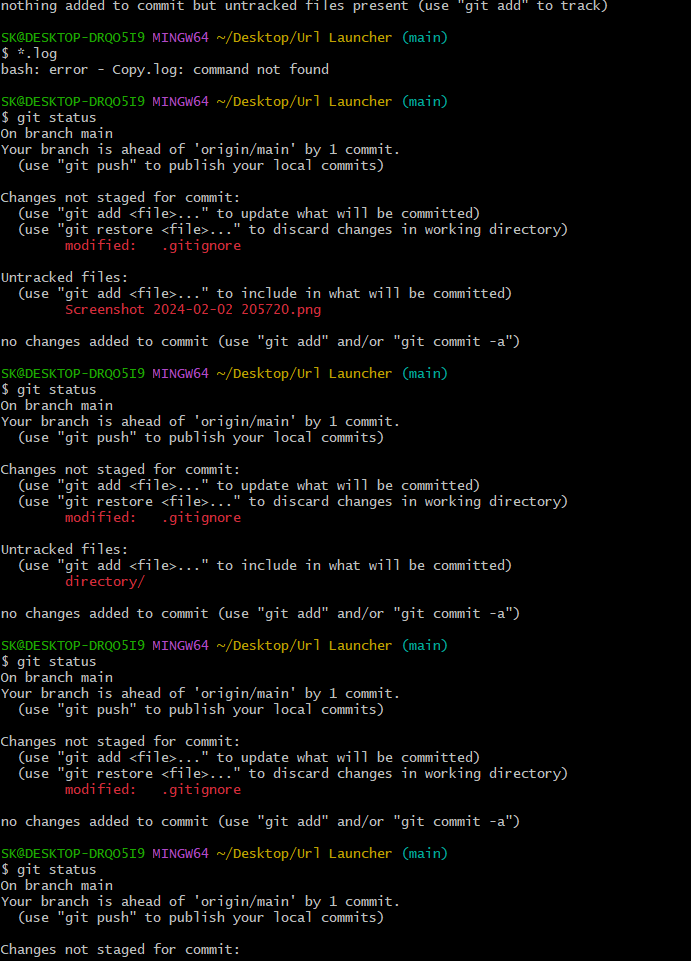 nothing added to commit but untracked files present (use "git add" to track)
SK@DESKTOP-DRQO5I9 MINGW64 ~/Desktop/Url Launcher (main)
$ *.log
bash: error - Copy.log: command not found
SK@DESKTOP-DRQO5I9 MINGW64 ~/Desktop/Url Launcher (main)
$ git status
On branch main
Your branch is ahead of 'origin/main' by 1 commit.
  (use "git push" to publish your local commits)
Changes not staged for commit:
  (use "git add <file>..." to update what will be committed)
  (use "git restore <file>..." to discard changes in working directory)
        modified:   .gitignore
Untracked files:
  (use "git add <file>..." to include in what will be committed)
        Screenshot 2024-02-02 205720.png
no changes added to commit (use "git add" and/or "git commit -a")
SK@DESKTOP-DRQO5I9 MINGW64 ~/Desktop/Url Launcher (main)
$ git status
On branch main
Your branch is ahead of 'origin/main' by 1 commit.
  (use "git push" to publish your local commits)
Changes not staged for commit:
  (use "git add <file>..." to update what will be committed)
  (use "git restore <file>..." to discard changes in working directory)
        modified:   .gitignore
Untracked files:
  (use "git add <file>..." to include in what will be committed)
        directory/
no changes added to commit (use "git add" and/or "git commit -a")
SK@DESKTOP-DRQO5I9 MINGW64 ~/Desktop/Url Launcher (main)
$ git status
On branch main
Your branch is ahead of 'origin/main' by 1 commit.
  (use "git push" to publish your local commits)
Changes not staged for commit:
  (use "git add <file>..." to update what will be committed)
  (use "git restore <file>..." to discard changes in working directory)
        modified:   .gitignore
no changes added to commit (use "git add" and/or "git commit -a")
SK@DESKTOP-DRQO5I9 MINGW64 ~/Desktop/Url Launcher (main)
$ git status
On branch main
Your branch is ahead of 'origin/main' by 1 commit.
  (use "git push" to publish your local commits)
Changes not staged for commit: